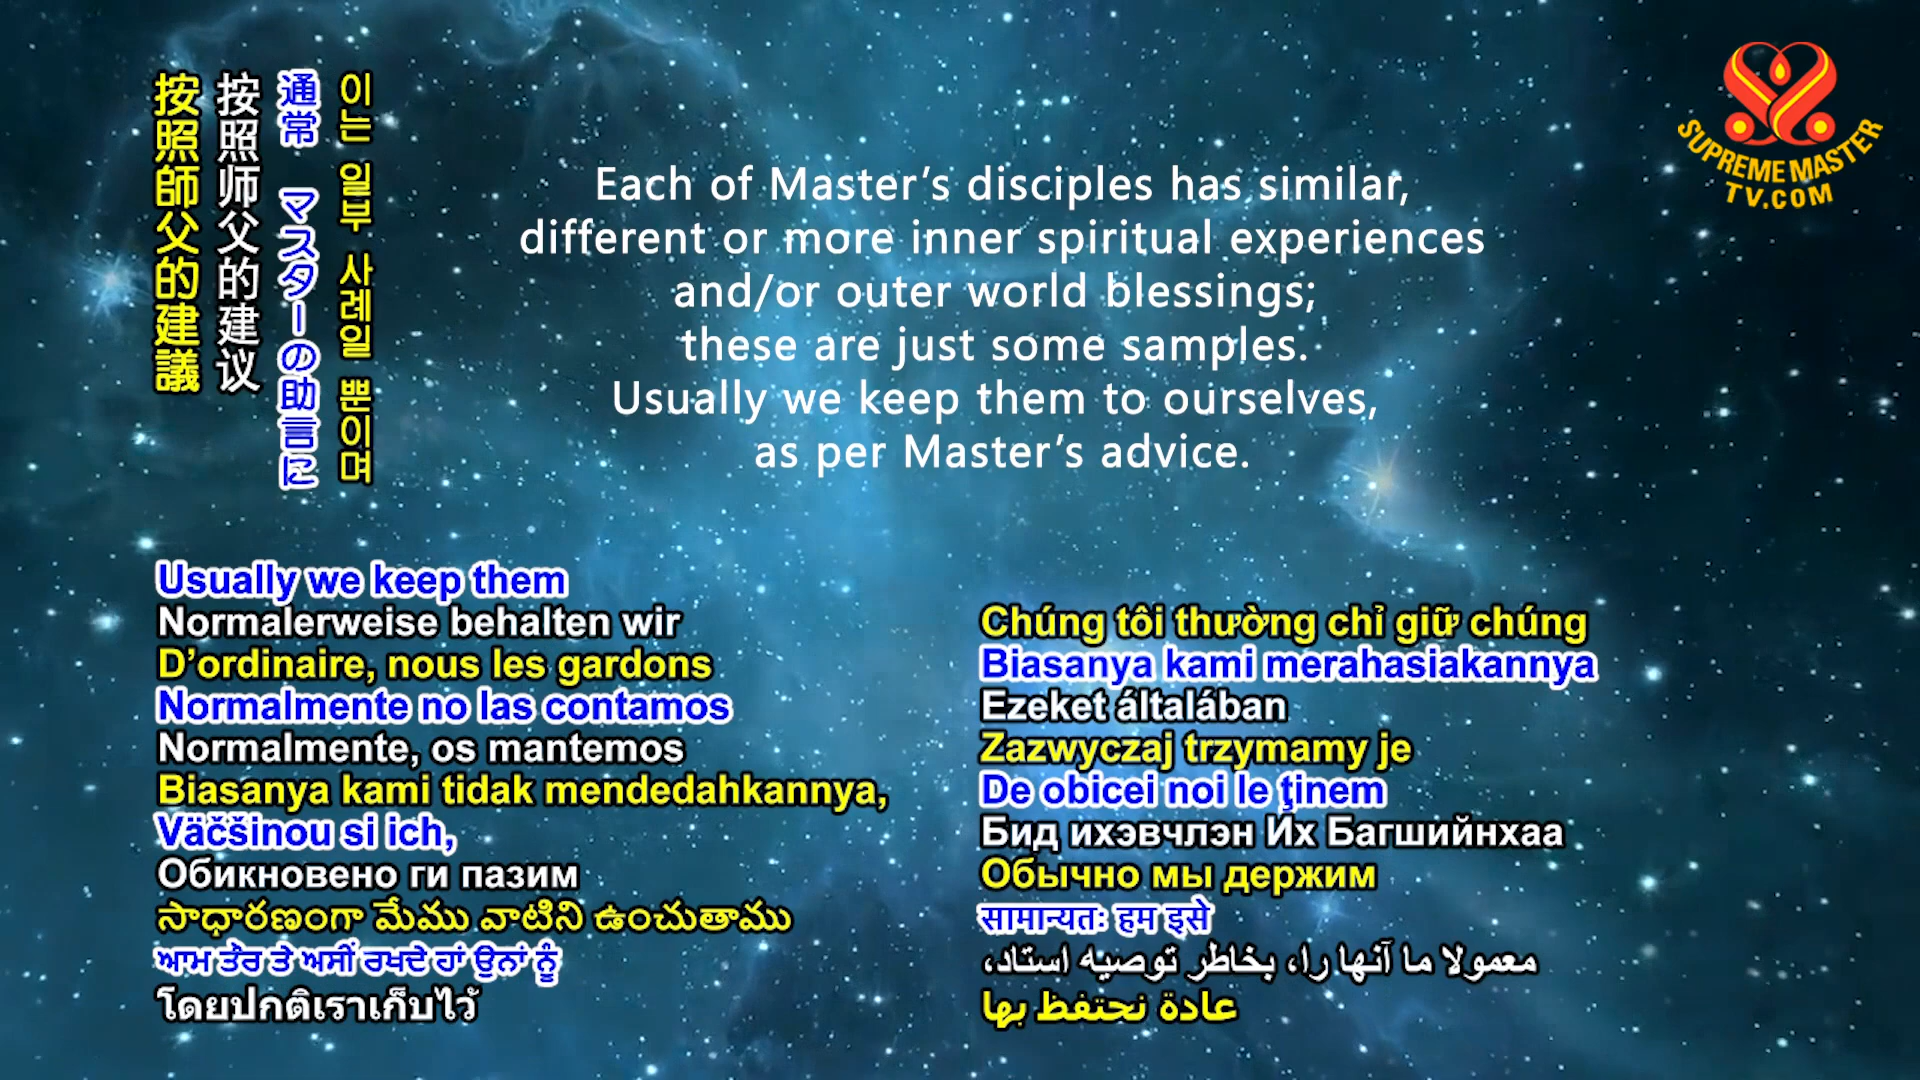 按照師父的建議
按照师父的建议
通常 マスターの助言に
이는 일부 사례일 뿐이며
Each of Master’s disciples has similar,
different or more inner spiritual experiences
and/or outer world blessings;
these are just some samples.
Usually we keep them to ourselves,
as per Master’s advice.
SUPREME MASTER
TV.COM
Usually we keep them
Normalerweise behalten wir
D’ordinaire, nous les gardons
Normalmente no las contamos
Normalmente, os mantemos
Biasanya kami tidak mendedahkannya,
Väčšinou si ich,
Обикновено ги пазим
సాధారణంగా మేము వాటిని ఉంచుతాము
ਆਮ ਤੌਰ ਤੇ ਅਸੀਂ ਰਖਦੇ ਹਾਂ ਉਨਾਂ ਨੂੰ
โดยปกติเราเก็บไว้
Chúng tôi thường chỉ giữ chúng
Biasanya kami merahasiakannya
Ezeket általában
Zazwyczaj trzymamy je
De obicei noi le ţinem
Бид ихэвчлэн Их Багшийнхаа
Обычно мы держим
सामान्यतः हम इसे
معمولا ما آنها را، بخاطر توصیه استاد،
عادة نحتفظ بها